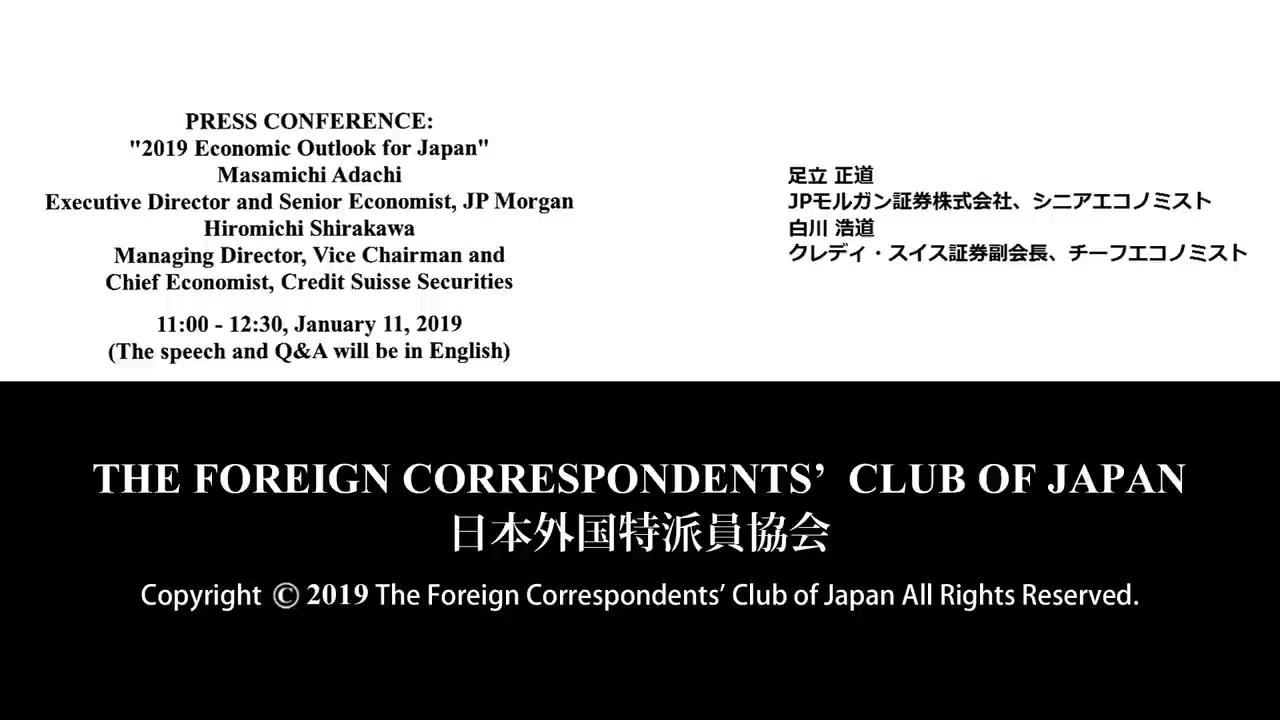 PRESS CONFERENCE:
"2019 Economic Outlook for Japan"
Masamichi Adachi
Executive Director and Senior Economist, JP Morgan
Hiromichi Shirakawa
Managing Director, Vice Chairman and
Chief Economist, Credit Suisse Securities
11:00 - 12:30, January 11, 2019
(The speech and Q&A will be in English)
足立 正道
JPモルガン証券株式会社、シニアエコノミスト
白川 浩道
クレディ・スイス証券副会長、チーフエコノミスト
THE FOREIGN CORRESPONDENTS’ CLUB OF JAPAN
日本外国特派員協会
Copyright © 2019 The Foreign Correspondents’ Club of Japan All Rights Reserved.